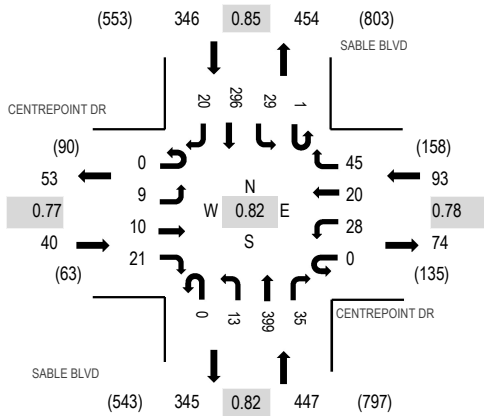 (553) 346 0.85 454 (803)
SABLE BLVD
20 296 29 1
CENTREPOINT DR
(90) (158)
0 45
53 93
9 N 20
0.77 W 0.82 E 0.78
10 S 28
40 74
21 0
(63) (135)
0 13 399 35
CENTREPOINT DR
SABLE BLVD
(543) 345 0.82 447 (797)